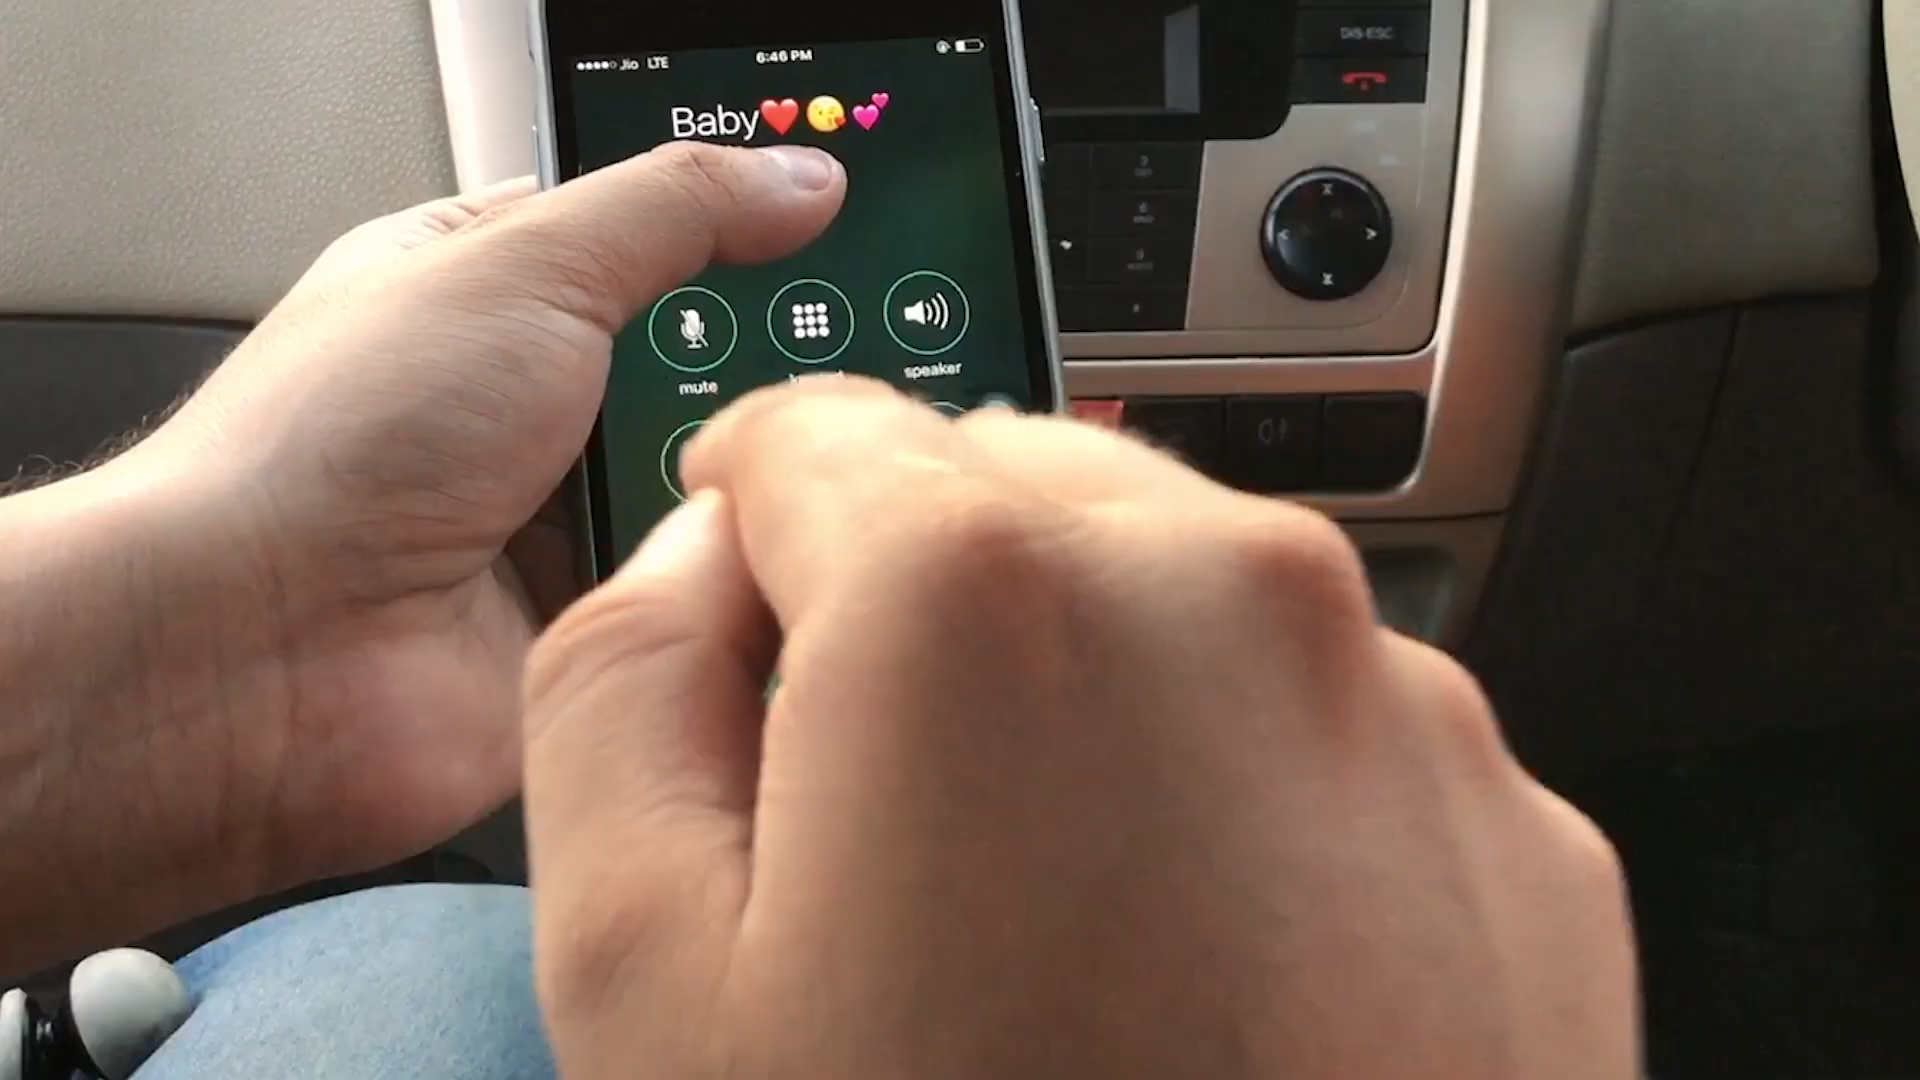 Jio LTE 6:46 PM
Baby❤️😘💕
mute
speaker
DIS·ESC